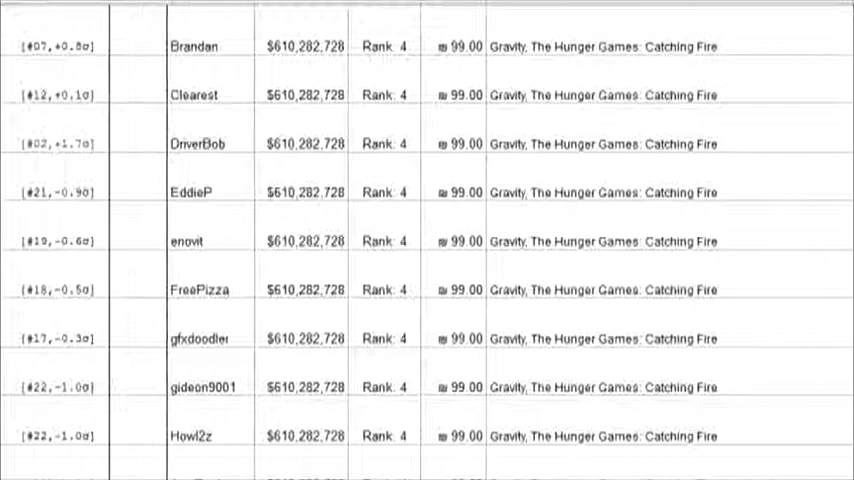 [#07,+0.8σ] Brandan $610,282,728 Rank: 4 ₪ 99.00 Gravity, The Hunger Games: Catching Fire
[#12,+0.1σ] Clearest $610,282,728 Rank: 4 ₪ 99.00 Gravity, The Hunger Games: Catching Fire
[#02,+1.7σ] DriverBob $610,282,728 Rank: 4 ₪ 99.00 Gravity, The Hunger Games: Catching Fire
[#21,-0.9σ] EddieP $610,282,728 Rank: 4 ₪ 99.00 Gravity, The Hunger Games: Catching Fire
[#19,-0.6σ] enovit $610,282,728 Rank: 4 ₪ 99.00 Gravity, The Hunger Games: Catching Fire
[#18,-0.5σ] FreePizza $610,282,728 Rank: 4 ₪ 99.00 Gravity, The Hunger Games: Catching Fire
[#17,-0.3σ] gfxdoodler $610,282,728 Rank: 4 ₪ 99.00 Gravity, The Hunger Games: Catching Fire
[#22,-1.0σ] gideon9001 $610,282,728 Rank: 4 ₪ 99.00 Gravity, The Hunger Games: Catching Fire
[#22,-1.0σ] Howl2z $610,282,728 Rank: 4 ₪ 99.00 Gravity, The Hunger Games: Catching Fire